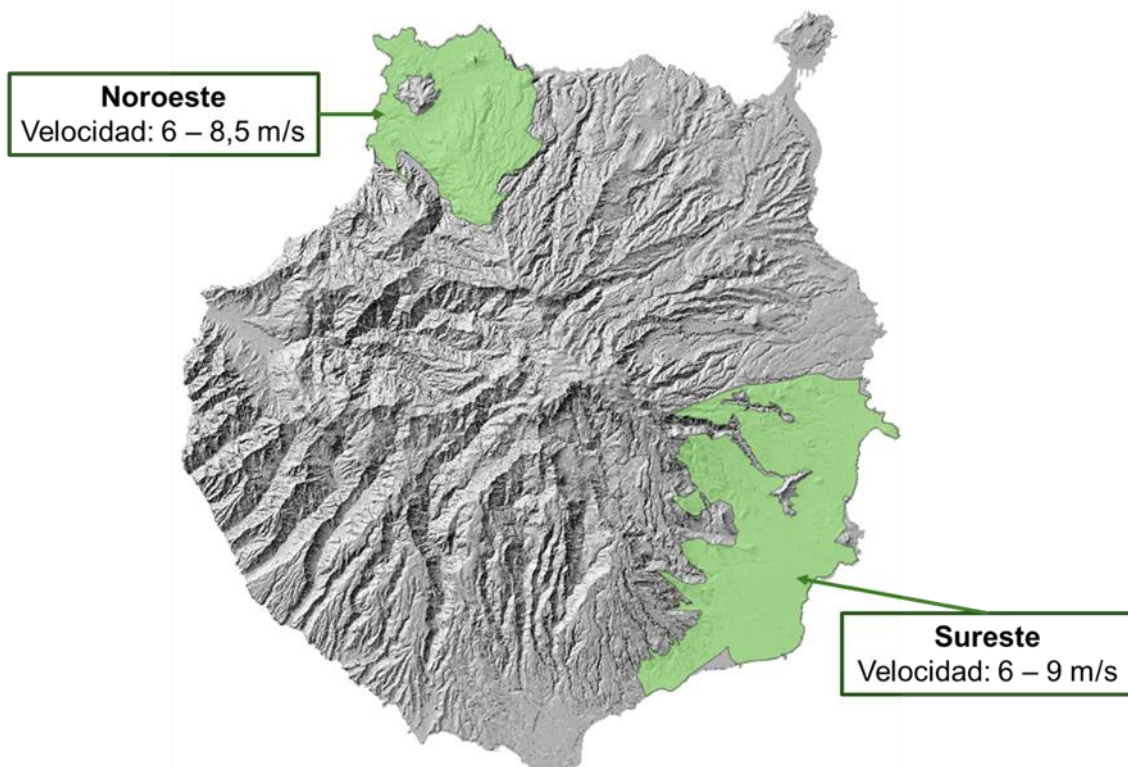 Noroeste
Velocidad: 6 – 8,5 m/s
Sureste
Velocidad: 6 – 9 m/s